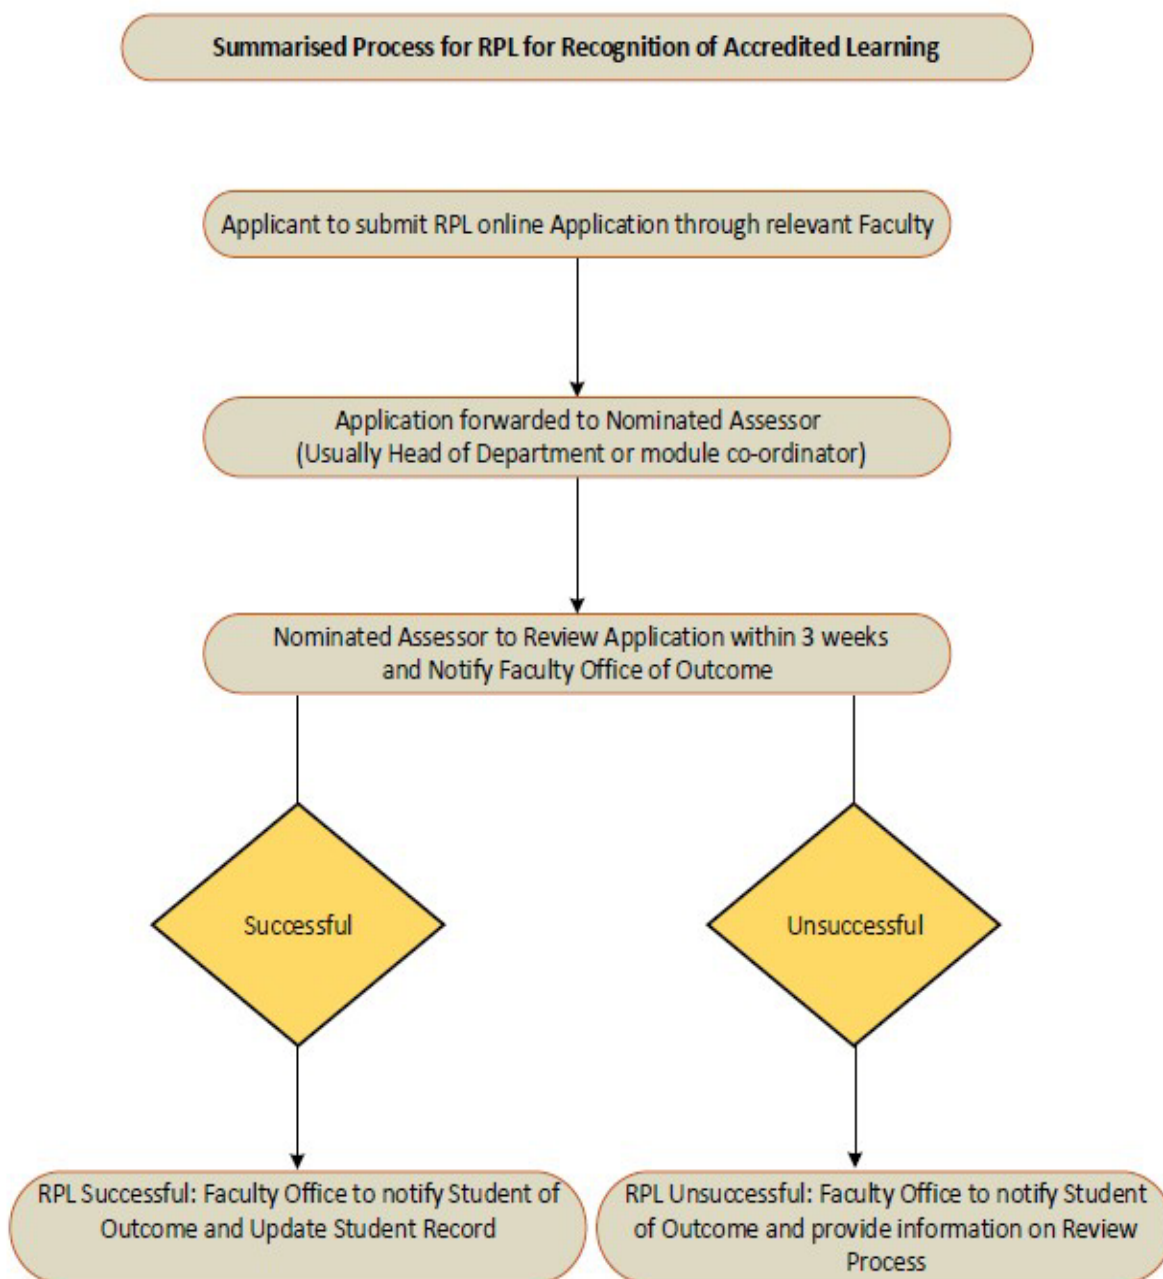 Summarised Process for RPL for Recognition of Accredited Learning
Applicant to submit RPL online Application through relevant Faculty
Application forwarded to Nominated Assessor
(Usually Head of Department or module co-ordinator)
Nominated Assessor to Review Application within 3 weeks
and Notify Faculty Office of Outcome
Successful
Unsuccessful
RPL Successful: Faculty Office to notify Student of
Outcome and Update Student Record
RPL Unsuccessful: Faculty Office to notify Student
of Outcome and provide information on Review
Process